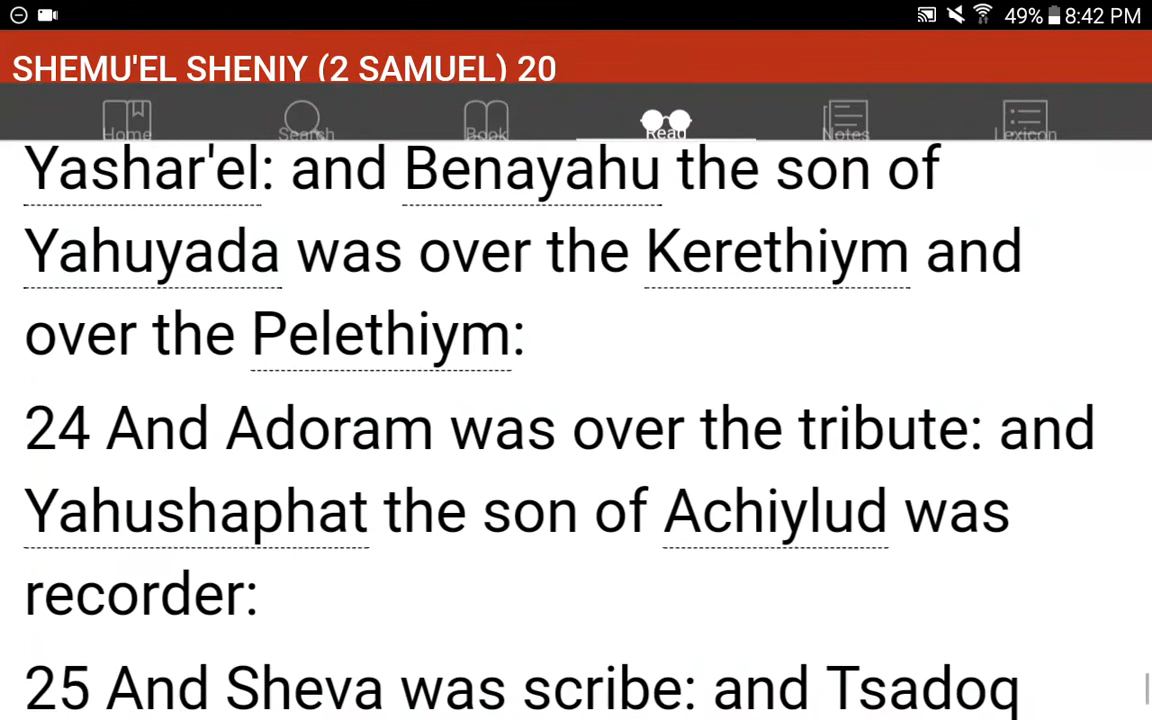 49% 8:42 PM
SHEMU'EL SHENIY (2 SAMUEL) 20
Home Search Book Read Notes Lexicon
Yashar'el: and Benayahu the son of
Yahuyada was over the Kerethiym and
over the Pelethiym:
24 And Adoram was over the tribute: and
Yahushaphat the son of Achiylud was
recorder:
25 And Sheva was scribe: and Tsadoq